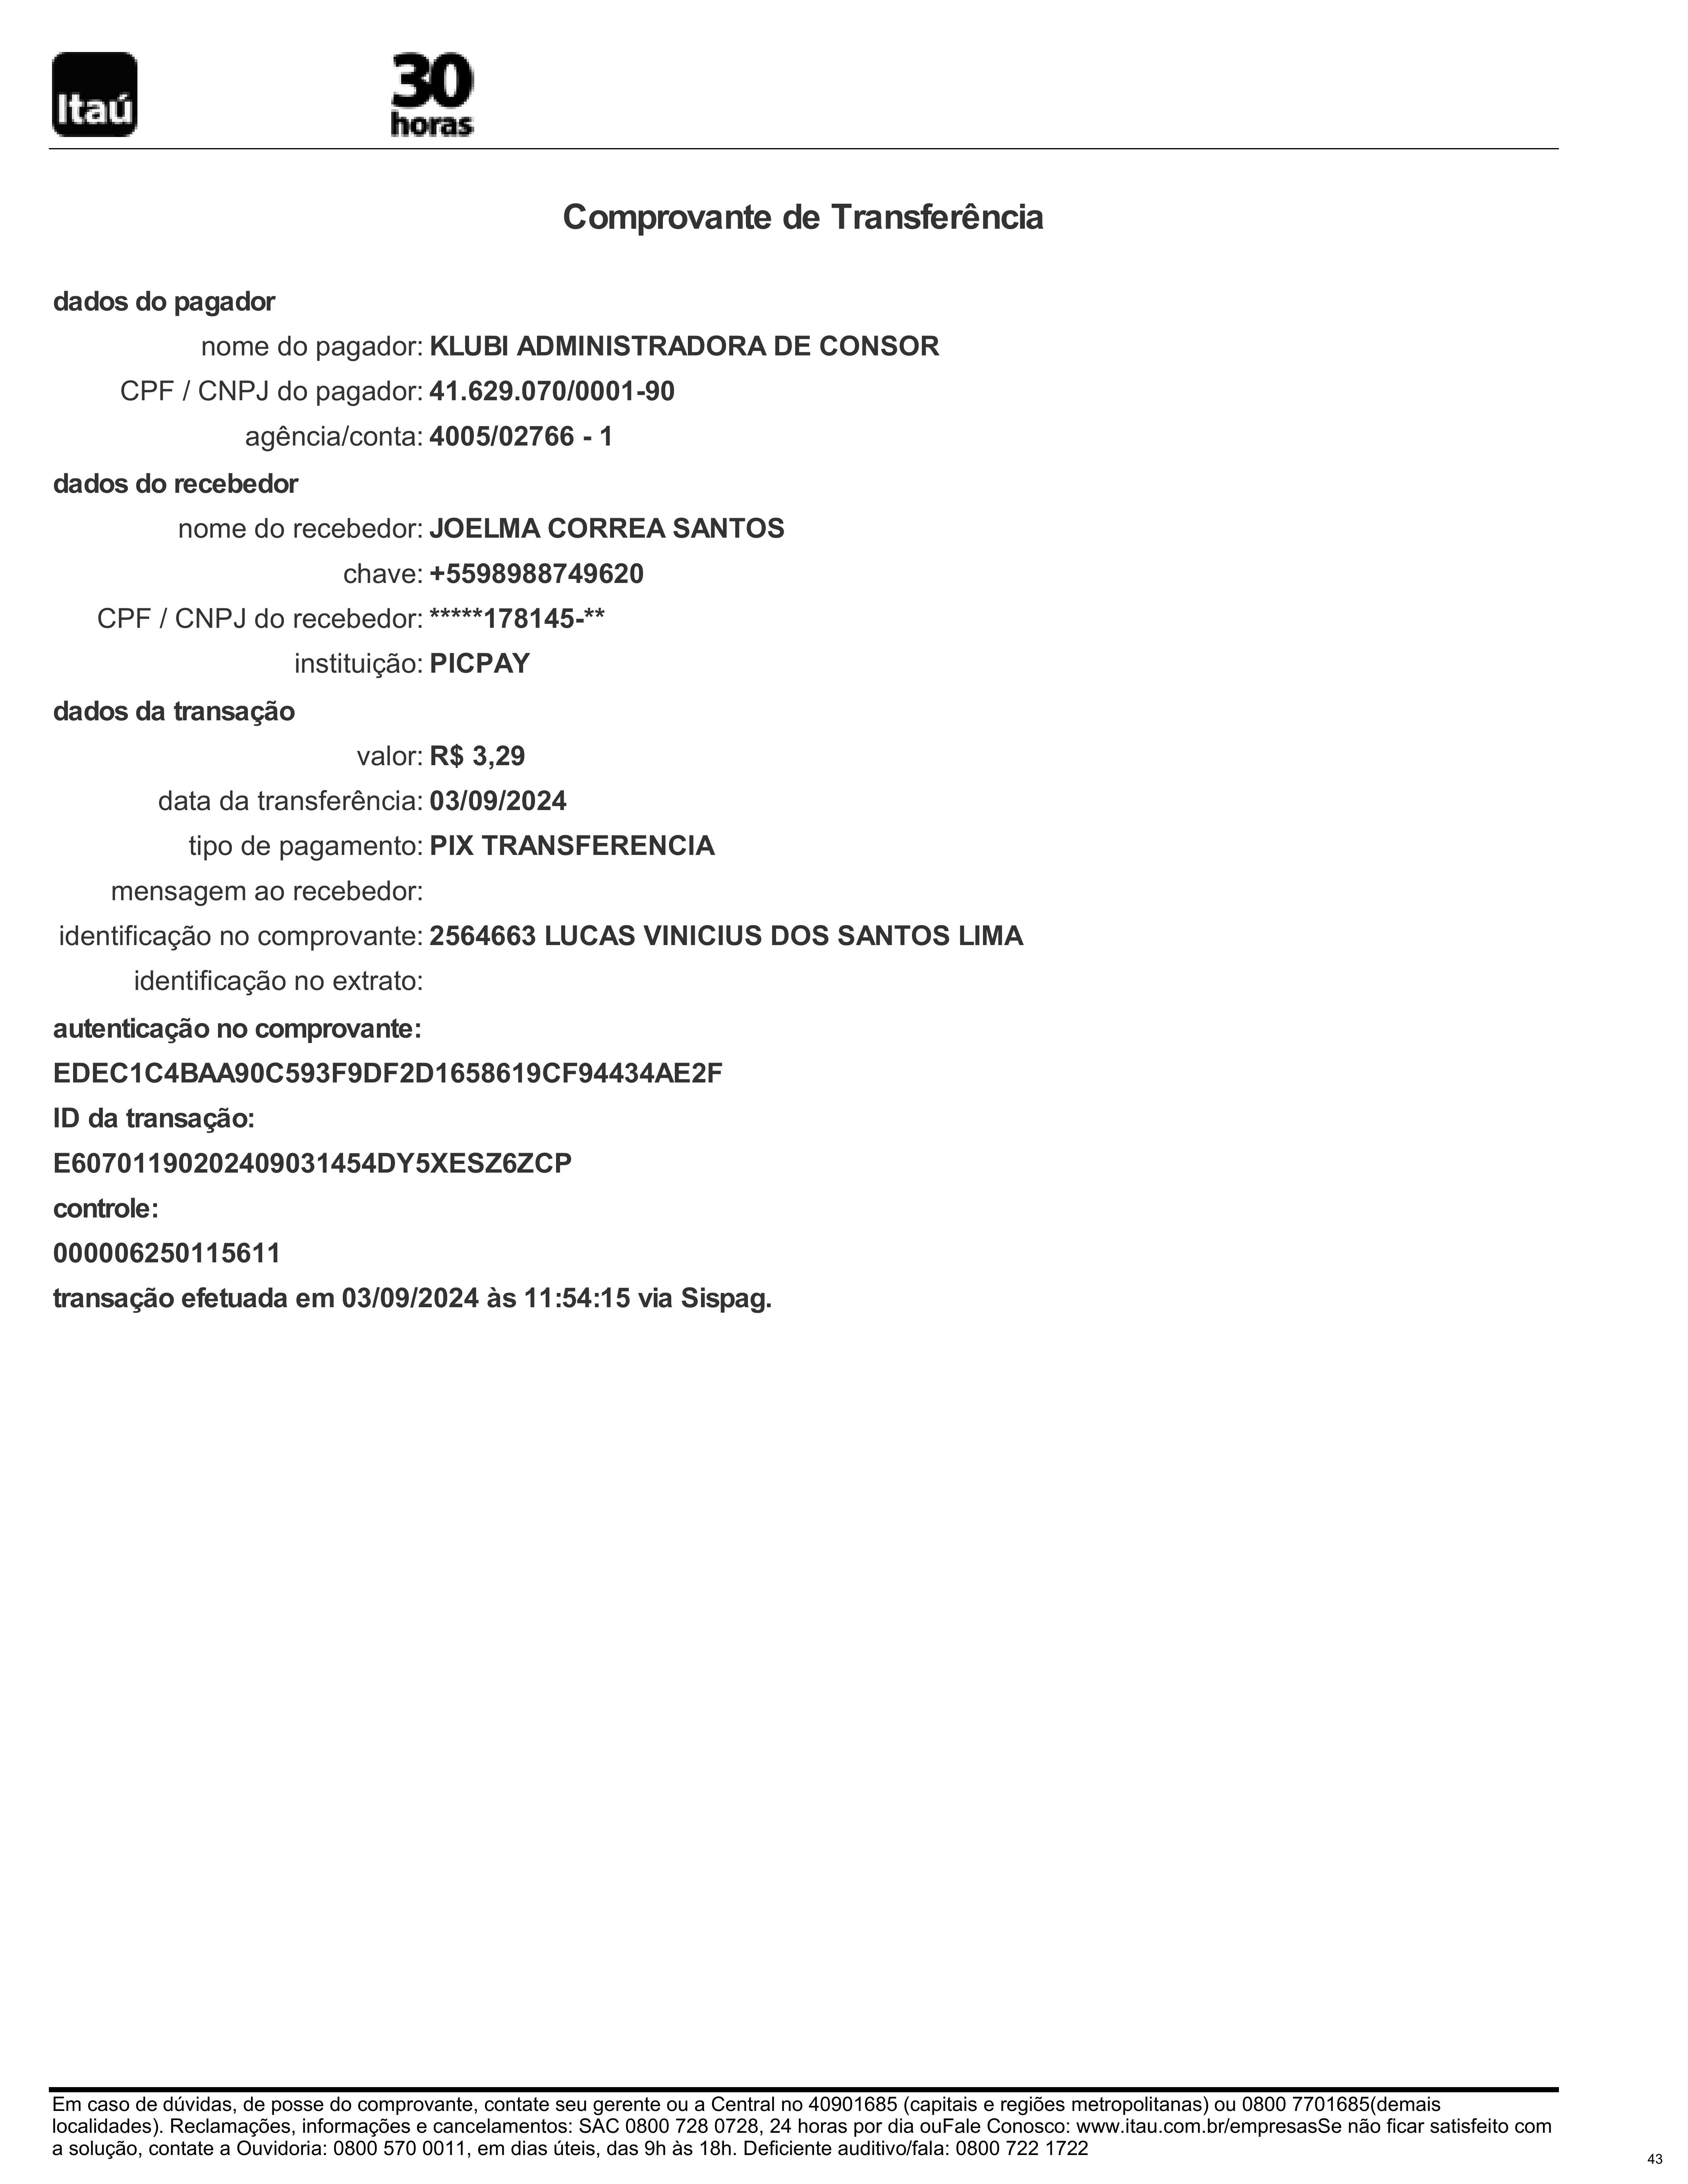 Itaú
30
horas
Comprovante de Transferência
dados do pagador
nome do pagador: KLUBI ADMINISTRADORA DE CONSOR
CPF / CNPJ do pagador: 41.629.070/0001-90
agência/conta: 4005/02766 - 1
dados do recebedor
nome do recebedor: JOELMA CORREA SANTOS
chave: +5598988749620
CPF / CNPJ do recebedor: *****178145-**
instituição: PICPAY
dados da transação
valor: R$ 3,29
data da transferência: 03/09/2024
tipo de pagamento: PIX TRANSFERENCIA
mensagem ao recebedor:
identificação no comprovante: 2564663 LUCAS VINICIUS DOS SANTOS LIMA
identificação no extrato:
autenticação no comprovante:
EDEC1C4BAA90C593F9DF2D1658619CF94434AE2F
ID da transação:
E60701190202409031454DY5XESZ6ZCP
controle:
000006250115611
transação efetuada em 03/09/2024 às 11:54:15 via Sispag.
Em caso de dúvidas, de posse do comprovante, contate seu gerente ou a Central no 40901685 (capitais e regiões metropolitanas) ou 0800 7701685(demais
localidades). Reclamações, informações e cancelamentos: SAC 0800 728 0728, 24 horas por dia ouFale Conosco: www.itau.com.br/empresasSe não ficar satisfeito com
a solução, contate a Ouvidoria: 0800 570 0011, em dias úteis, das 9h às 18h. Deficiente auditivo/fala: 0800 722 1722
43